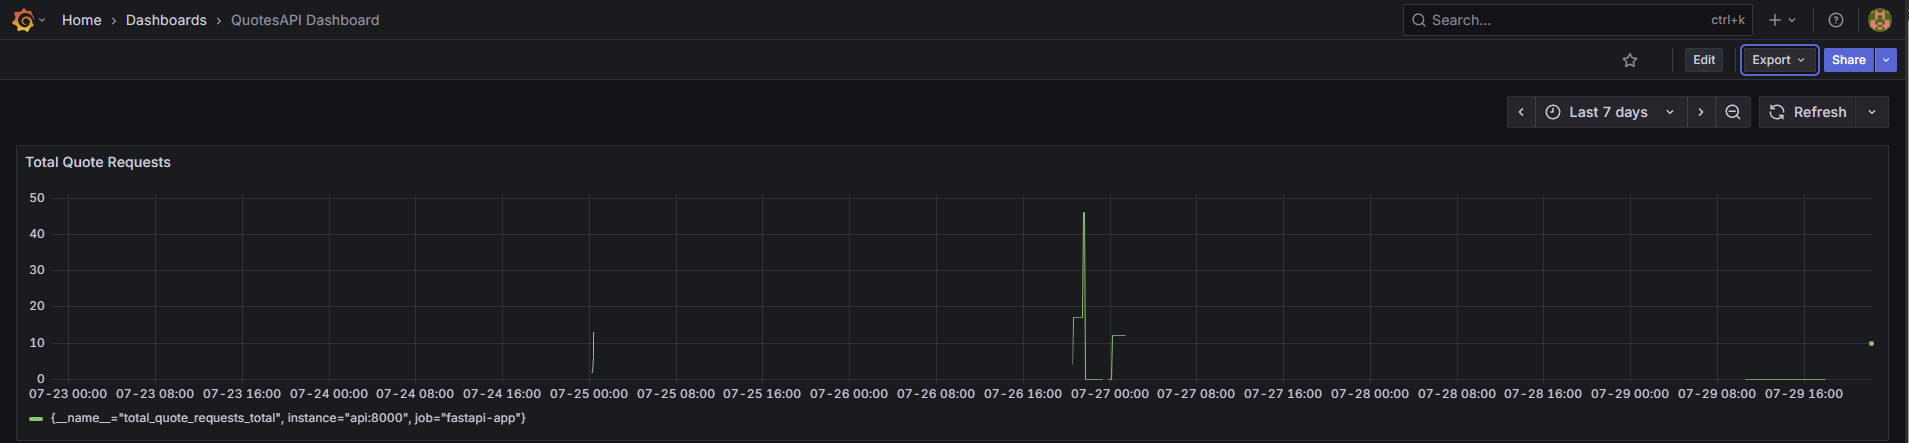 Home › Dashboards › QuotesAPI Dashboard
Search... ctrl+k
Edit Export Share
Last 7 days Refresh
Total Quote Requests
50
40
30
20
10
0
07-23 00:00 07-23 08:00 07-23 16:00 07-24 00:00 07-24 08:00 07-24 16:00 07-25 00:00 07-25 08:00 07-25 16:00 07-26 00:00 07-26 08:00 07-26 16:00 07-27 00:00 07-27 08:00 07-27 16:00 07-28 00:00 07-28 08:00 07-28 16:00 07-29 00:00 07-29 08:00 07-29 16:00
{__name__="total_quote_requests_total", instance="api:8000", job="fastapi-app"}